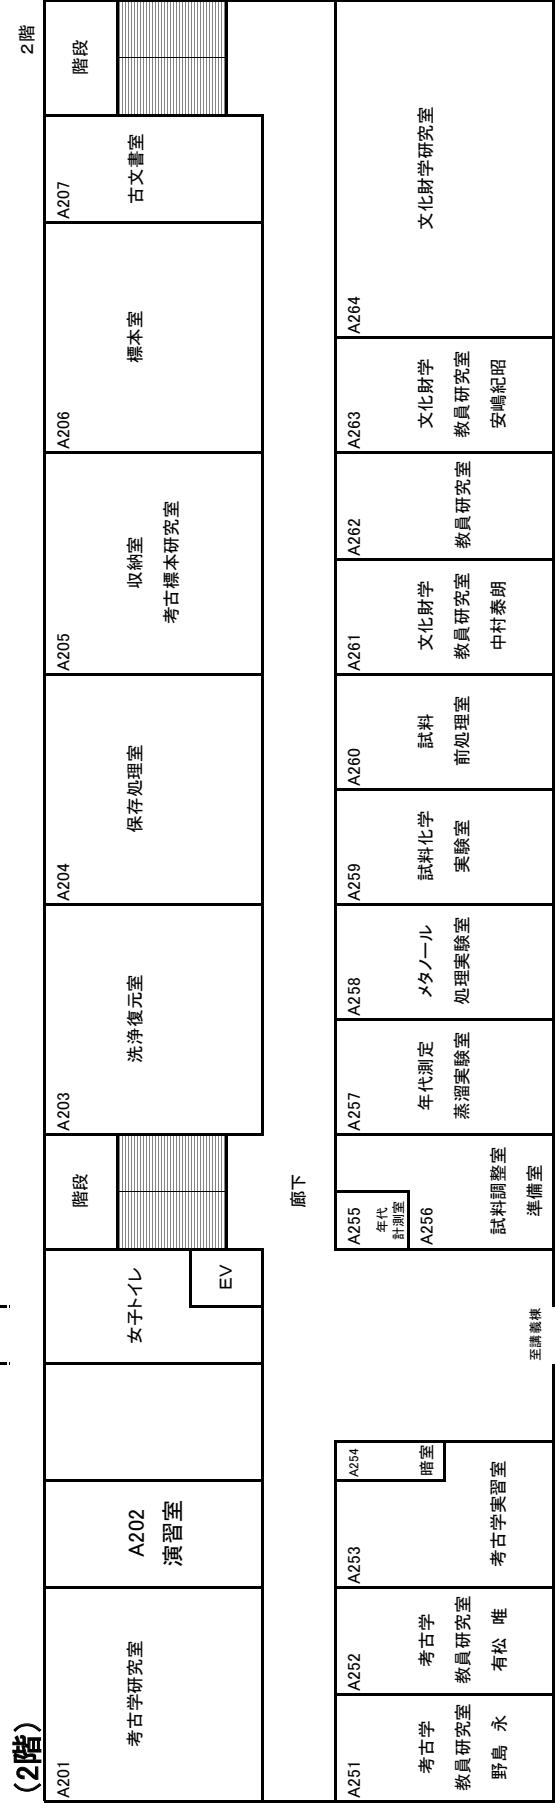 (2階)
2階
A201
考古学研究室
A202
演習室
女子トイレ
EV
階段
A203
洗浄復元室
A204
保存処理室
A205
収納室
考古標本研究室
A206
標本室
A207
古文書室
階段
廊下
A251
考古学
教員研究室
野島 永
A252
考古学
教員研究室
有松 唯
A253
考古学実習室
A254
暗室
至講義棟
A255
年代
計測室
A256
試料調整室
準備室
A257
年代測定
蒸溜実験室
A258
メタノール
処理実験室
A259
試料化学
実験室
A260
試料
前処理室
A261
文化財学
教員研究室
中村泰朗
A262
教員研究室
A263
文化財学
教員研究室
安嶋紀昭
A264
文化財学研究室